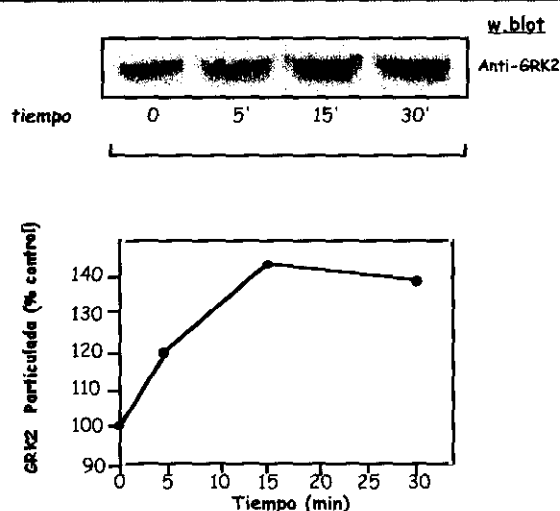 w.blot
Anti-GRK2
tiempo 0 5' 15' 30'
GRK2 Particulada (% control)
140
130
120
110
100
90
0 5 10 15 20 25 30
Tiempo (min)